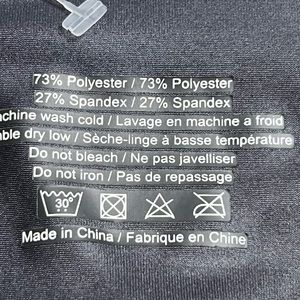 73% Polyester / 73% Polyester
27% Spandex / 27% Spandex
achine wash cold / Lavage en machine a froid
ble dry low / Sèche-linge à basse température
Do not bleach / Ne pas javelliser
Do not iron / Pas de repassage
30°
Made in China / Fabrique en Chine